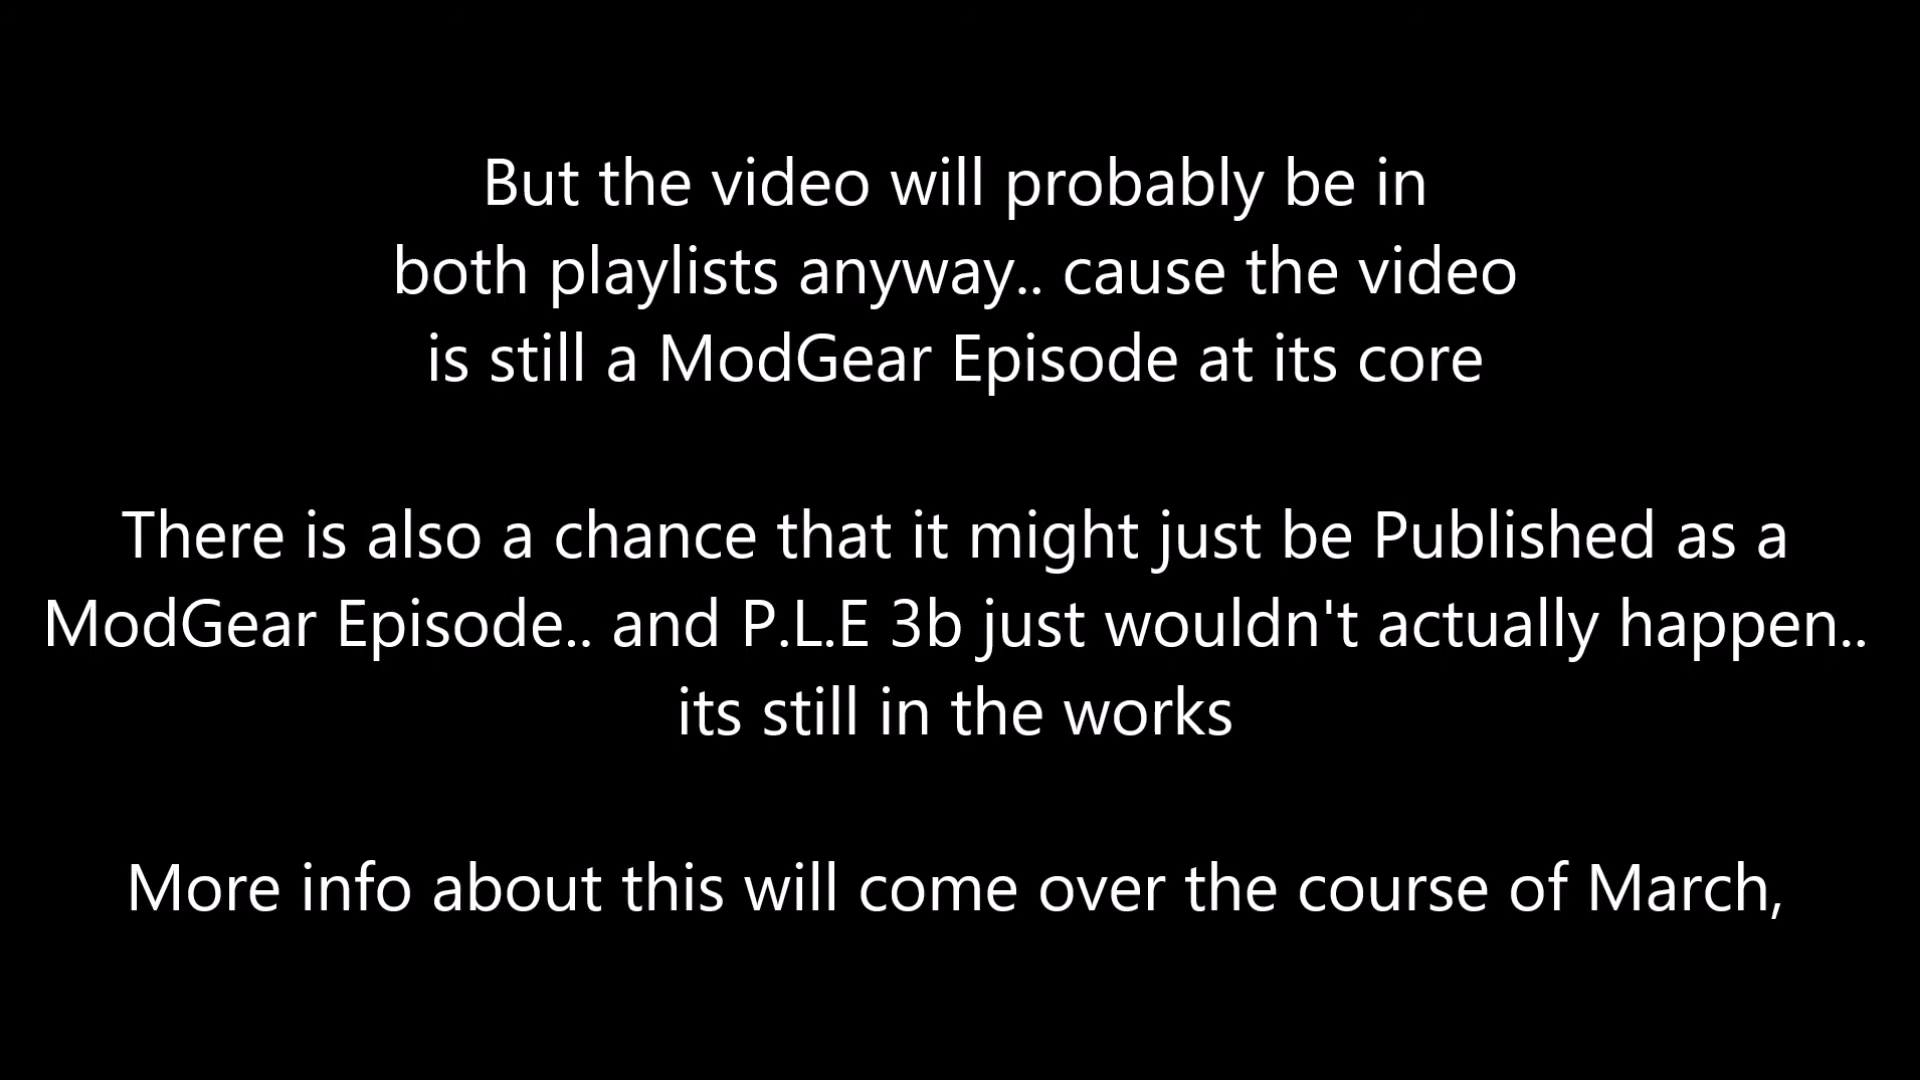 But the video will probably be in
both playlists anyway.. cause the video
is still a ModGear Episode at its core
There is also a chance that it might just be Published as a
ModGear Episode.. and P.L.E 3b just wouldn't actually happen..
its still in the works
More info about this will come over the course of March,